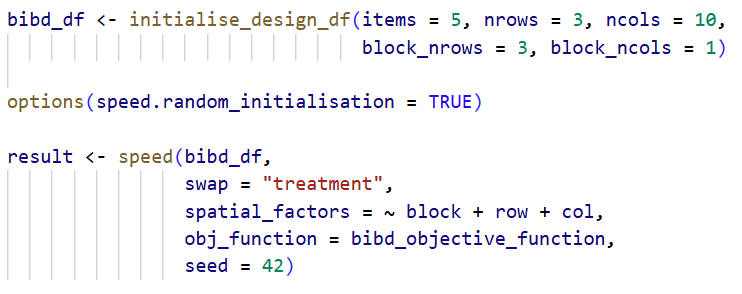 bibd_df <- initialise_design_df(items = 5, nrows = 3, ncols = 10,
                                block_nrows = 3, block_ncols = 1)

options(speed.random_initialisation = TRUE)

result <- speed(bibd_df,
                swap = "treatment",
                spatial_factors = ~ block + row + col,
                obj_function = bibd_objective_function,
                seed = 42)